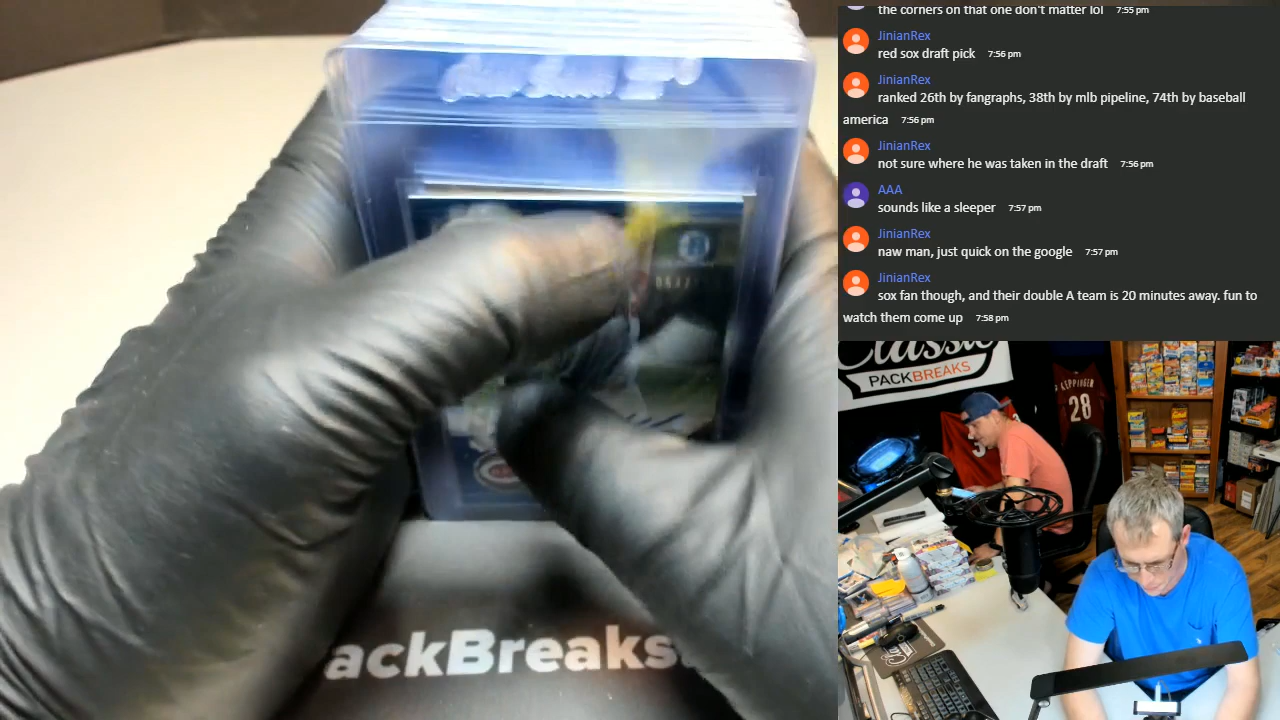 the corners on that one don't matter lol 7:55 pm
JinianRex
red sox draft pick 7:56 pm
JinianRex
ranked 26th by fangraphs, 38th by mlb pipeline, 74th by baseball
america 7:56 pm
JinianRex
not sure where he was taken in the draft 7:56 pm
AAA
sounds like a sleeper 7:57 pm
JinianRex
naw man, just quick on the google 7:57 pm
JinianRex
sox fan though, and their double A team is 20 minutes away. fun to
watch them come up 7:58 pm
Classic
PACKBREAKS
LEPPINGER
28
ackBreaks